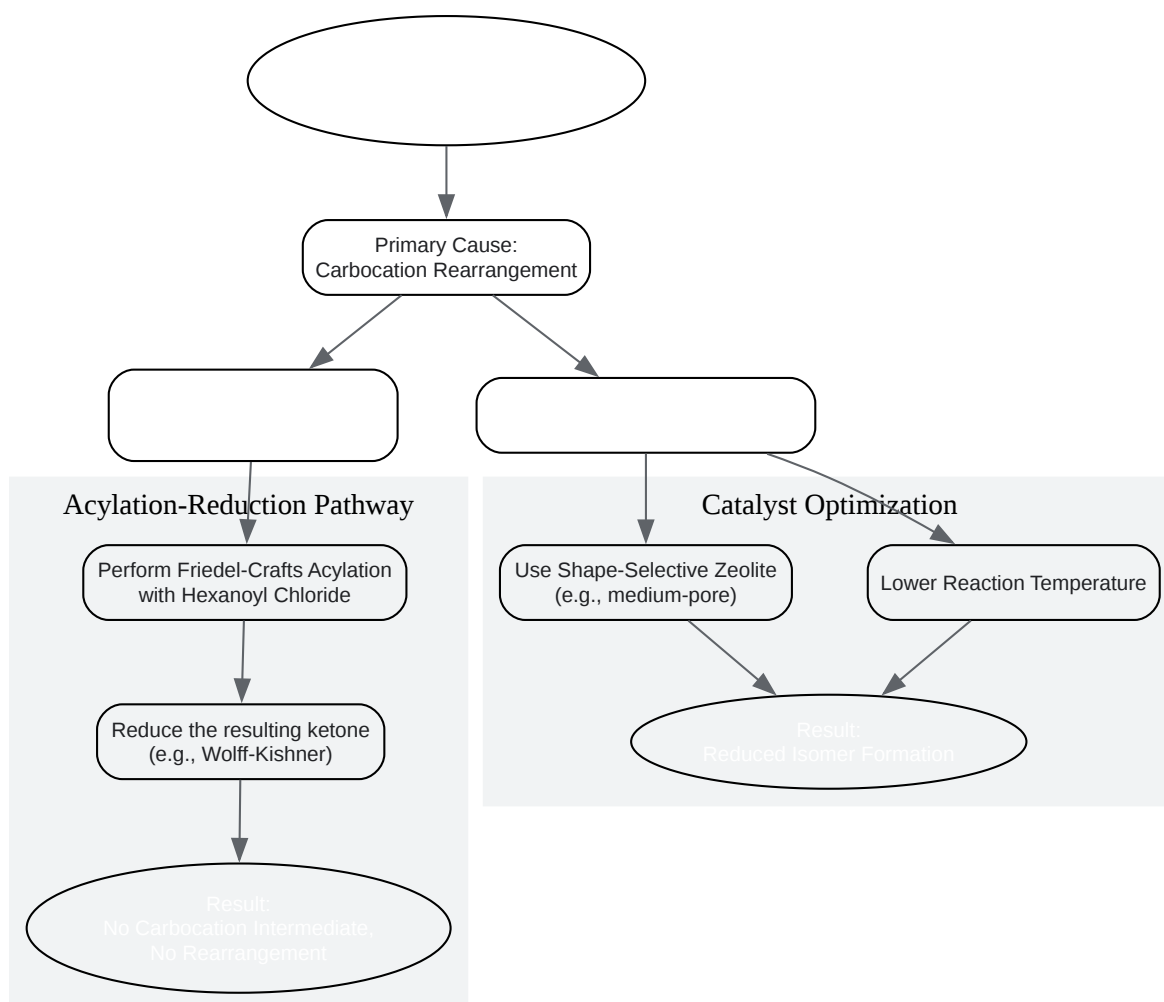 Primary Cause:
Carbocation Rearrangement
Acylation-Reduction Pathway
Catalyst Optimization
Perform Friedel-Crafts Acylation
with Hexanoyl Chloride
Use Shape-Selective Zeolite
(e.g., medium-pore)
Lower Reaction Temperature
Reduce the resulting ketone
(e.g., Wolff-Kishner)
Result:
Reduced Isomer Formation
Result:
No Carbocation Intermediate,
No Rearrangement